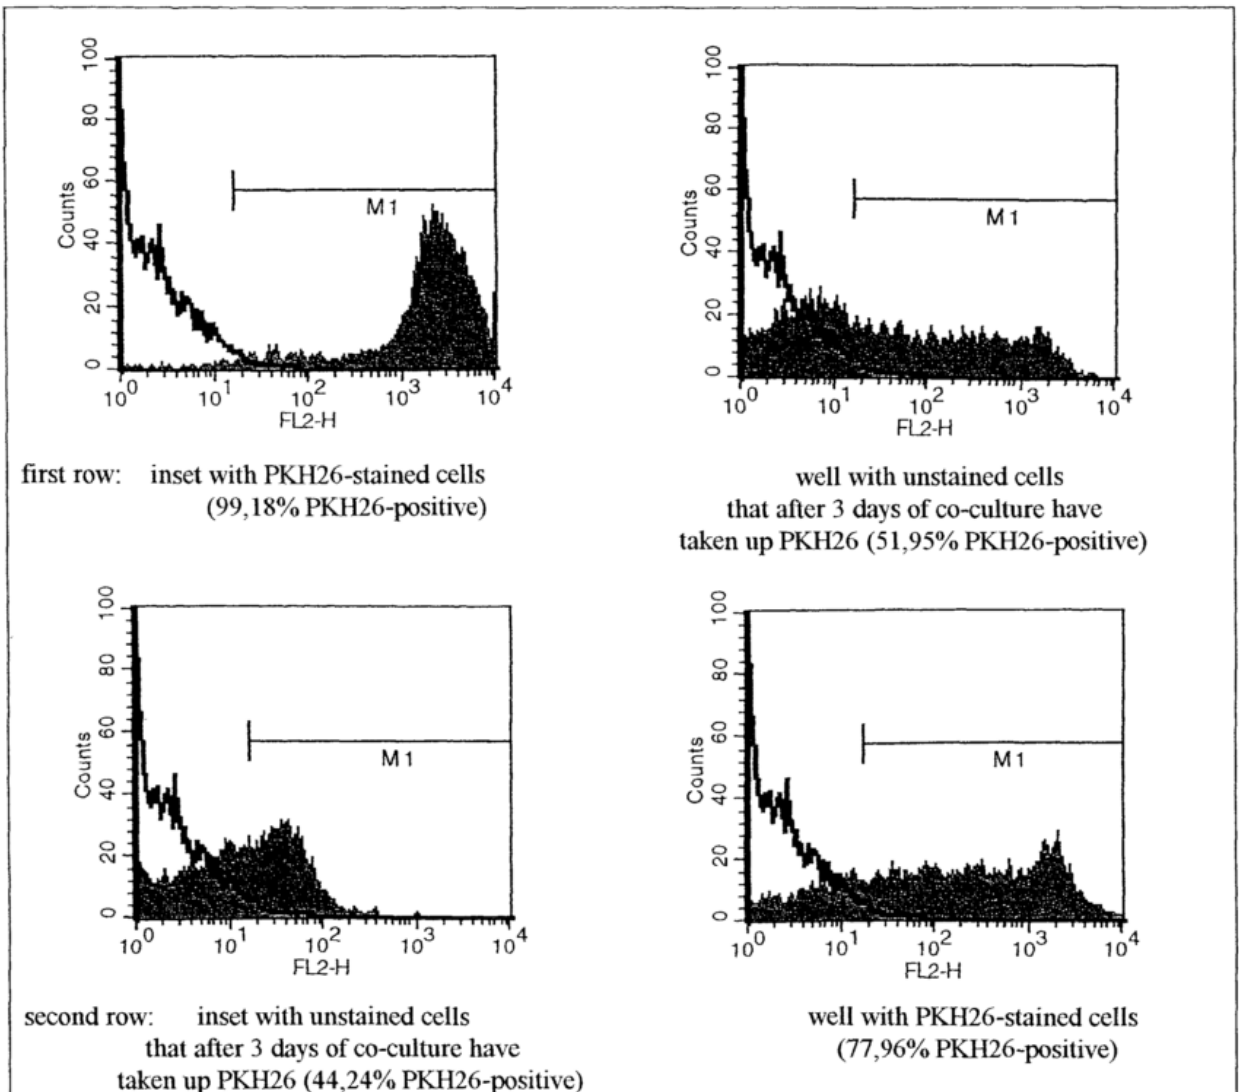 100
80
60
40
20
0
Counts
M1
10^0 10^1 10^2 10^3 10^4
FL2-H
100
80
60
40
20
0
Counts
M1
10^0 10^1 10^2 10^3 10^4
FL2-H
first row: inset with PKH26-stained cells
(99,18% PKH26-positive)
well with unstained cells
that after 3 days of co-culture have
taken up PKH26 (51,95% PKH26-positive)
100
80
60
40
20
0
Counts
M1
10^0 10^1 10^2 10^3 10^4
FL2-H
100
80
60
40
20
0
Counts
M1
10^0 10^1 10^2 10^3 10^4
FL2-H
second row: inset with unstained cells
that after 3 days of co-culture have
taken up PKH26 (44,24% PKH26-positive)
well with PKH26-stained cells
(77,96% PKH26-positive)